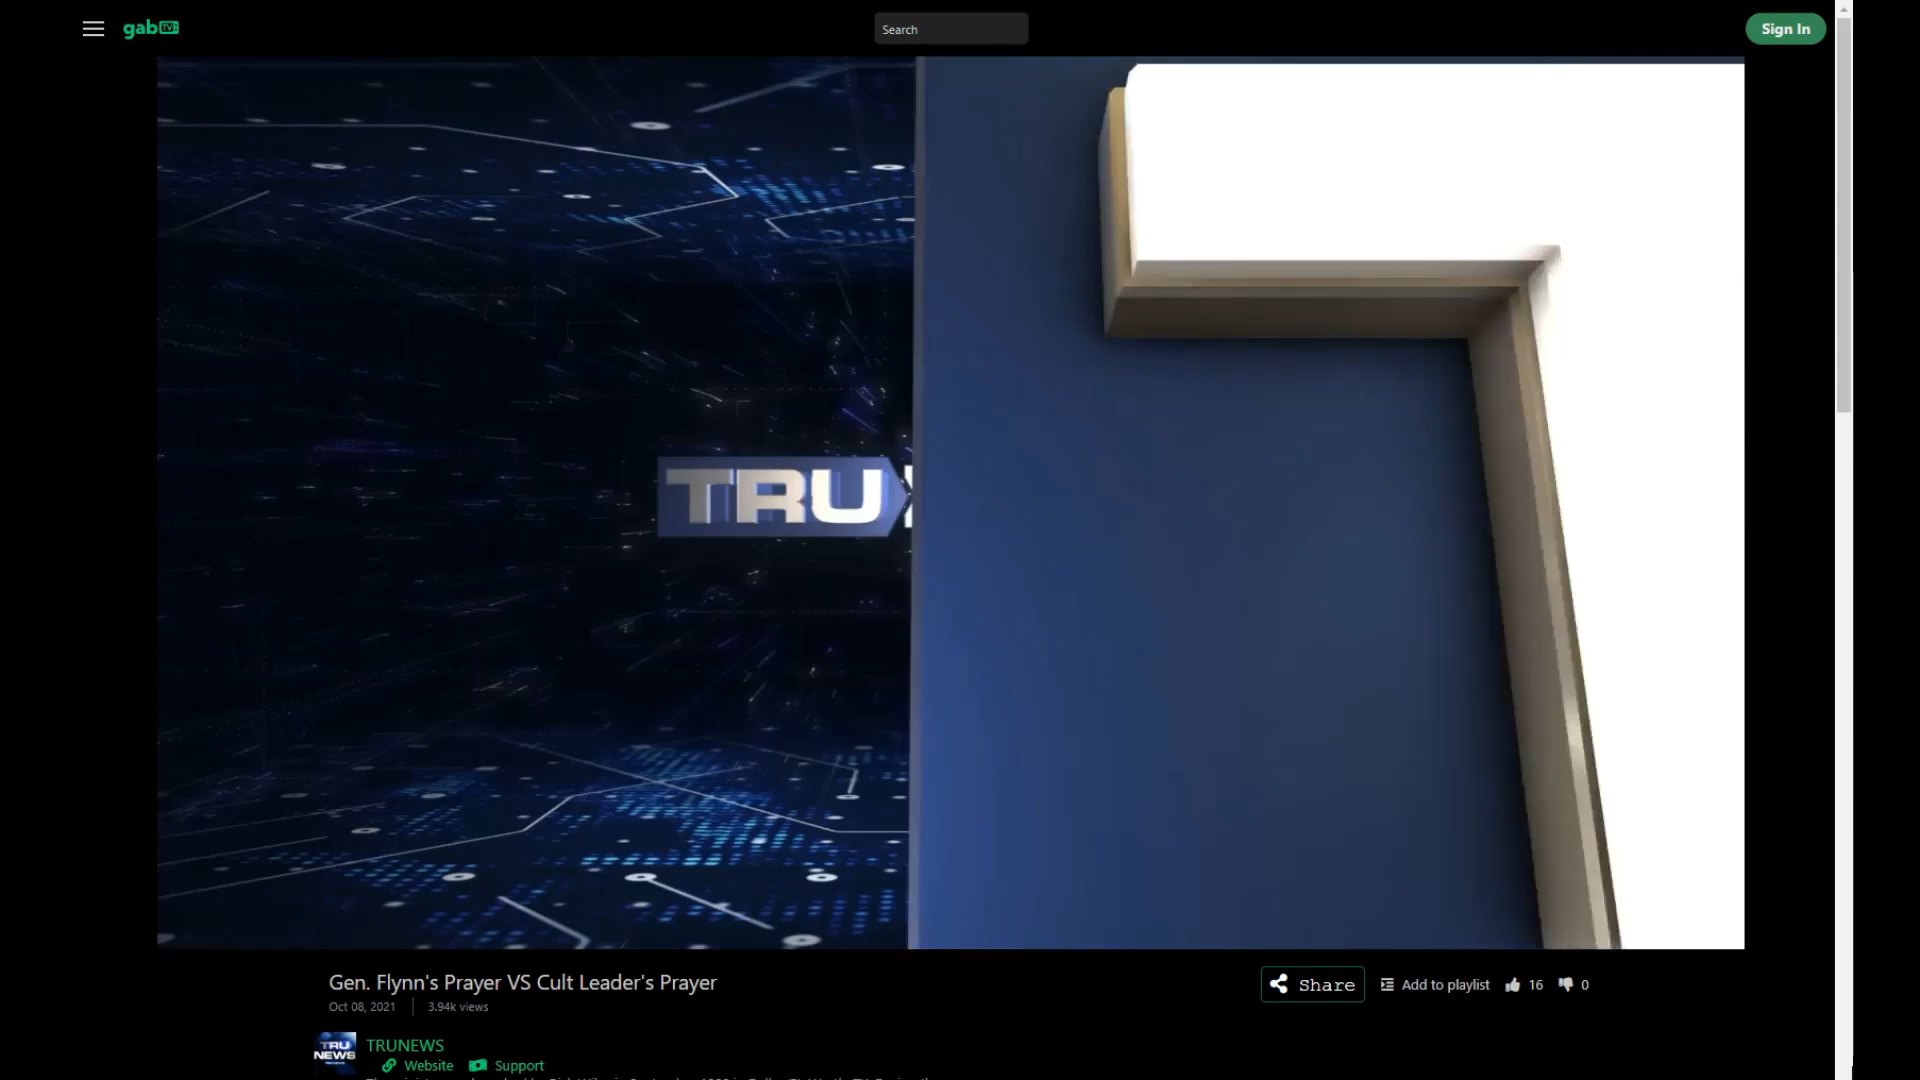 gab TV
Search
Sign In
TRU
Gen. Flynn's Prayer VS Cult Leader's Prayer
Oct 08, 2021
3.94k views
Share
Add to playlist
16
0
TRU
NEWS
TRUNEWS
Website
Support